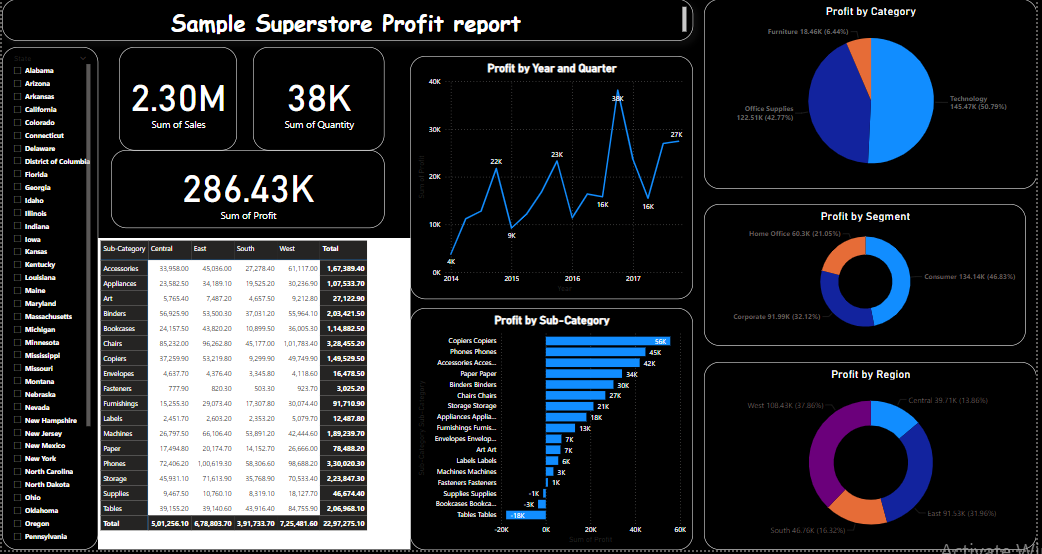 Sample Superstore Profit report
State
Alabama
Arizona
Arkansas
California
Colorado
Connecticut
Delaware
District of Columbia
Florida
Georgia
Idaho
Illinois
Indiana
Iowa
Kansas
Kentucky
Louisiana
Maine
Maryland
Massachusetts
Michigan
Minnesota
Mississippi
Missouri
Montana
Nebraska
Nevada
New Hampshire
New Jersey
New Mexico
New York
North Carolina
North Dakota
Ohio
Oklahoma
Oregon
Pennsylvania
2.30M
Sum of Sales
38K
Sum of Quantity
286.43K
Sum of Profit
Sub-Category Central East South West Total
Accessories 33,958.00 45,036.00 27,278.40 61,117.00 1,67,389.40
Appliances 23,582.50 34,189.10 19,525.20 30,236.90 1,07,533.70
Art 5,765.40 7,487.20 4,657.50 9,212.80 27,122.90
Binders 56,925.90 53,500.30 37,031.20 55,964.10 2,03,421.50
Bookcases 24,157.50 43,820.20 10,899.50 36,005.30 1,14,882.50
Chairs 85,232.00 96,262.80 45,177.00 1,01,783.40 3,28,455.20
Copiers 37,259.90 53,219.80 9,299.90 49,749.90 1,49,529.50
Envelopes 4,637.70 4,376.40 3,345.80 4,118.60 16,478.50
Fasteners 777.90 820.30 503.30 923.70 3,025.20
Furnishings 15,255.30 29,073.40 17,307.80 30,074.40 91,710.90
Labels 2,451.70 2,603.20 2,353.20 5,079.70 12,487.80
Machines 26,797.50 66,106.40 53,891.20 42,444.60 1,89,239.70
Paper 17,494.80 20,174.70 14,152.70 26,666.00 78,488.20
Phones 72,406.20 1,00,619.30 58,306.60 98,688.20 3,30,020.30
Storage 45,931.10 71,613.90 35,768.90 70,533.40 2,23,847.30
Supplies 9,467.50 10,760.10 8,319.10 18,127.70 46,674.40
Tables 39,155.20 39,140.60 43,916.40 84,755.90 2,06,968.10
Total 5,01,256.10 6,78,803.70 3,91,733.70 7,25,481.60 22,97,275.10
Profit by Year and Quarter
40K
30K
20K
10K
0K
4K
22K
9K
23K
16K
38K
16K
27K
2014 2015 2016 2017
Year
Profit by Sub-Category
Copiers Copiers 56K
Phones Phones 45K
Accessories Acces... 42K
Paper Paper 34K
Binders Binders 30K
Chairs Chairs 27K
Storage Storage 21K
Appliances Applia... 18K
Furnishings Furnis... 13K
Envelopes Envelop... 7K
Art Art 7K
Labels Labels 6K
Machines Machines 3K
Fasteners Fasteners 1K
Supplies Supplies -1K
Bookcases Bookca... -3K
Tables Tables -18K
-20K 0K 20K 40K 60K
Sum of Profit
Profit by Category
Furniture 18.46K (6.44%)
Technology
145.47K (50.79%)
Office Supplies
122.51K (42.77%)
Profit by Segment
Home Office 60.3K (21.05%)
Consumer 134.14K (46.83%)
Corporate 91.99K (32.12%)
Profit by Region
West 108.43K (37.86%)
Central 39.71K (13.86%)
East 91.53K (31.96%)
South 46.76K (16.32%)